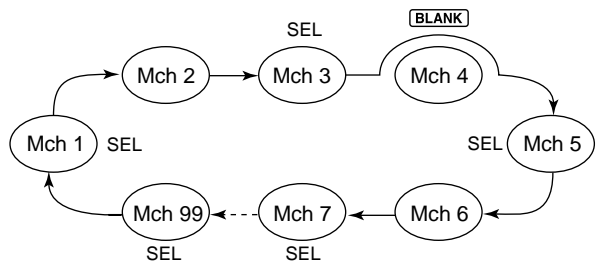 BLANK
SEL
Mch 2
Mch 3
Mch 4
Mch 1
SEL
SEL
Mch 5
Mch 99
Mch 7
Mch 6
SEL
SEL